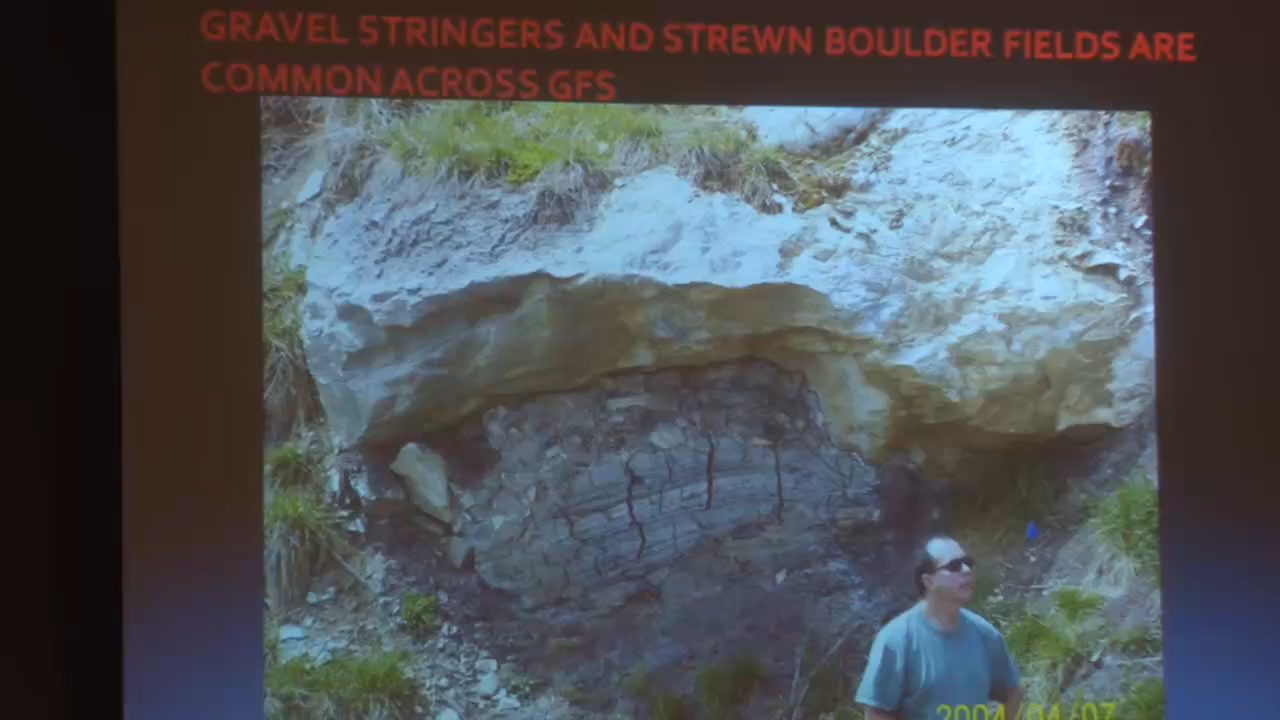 GRAVEL STRINGERS AND STREWN BOULDER FIELDS ARE
COMMON ACROSS GFS
2004/04/07